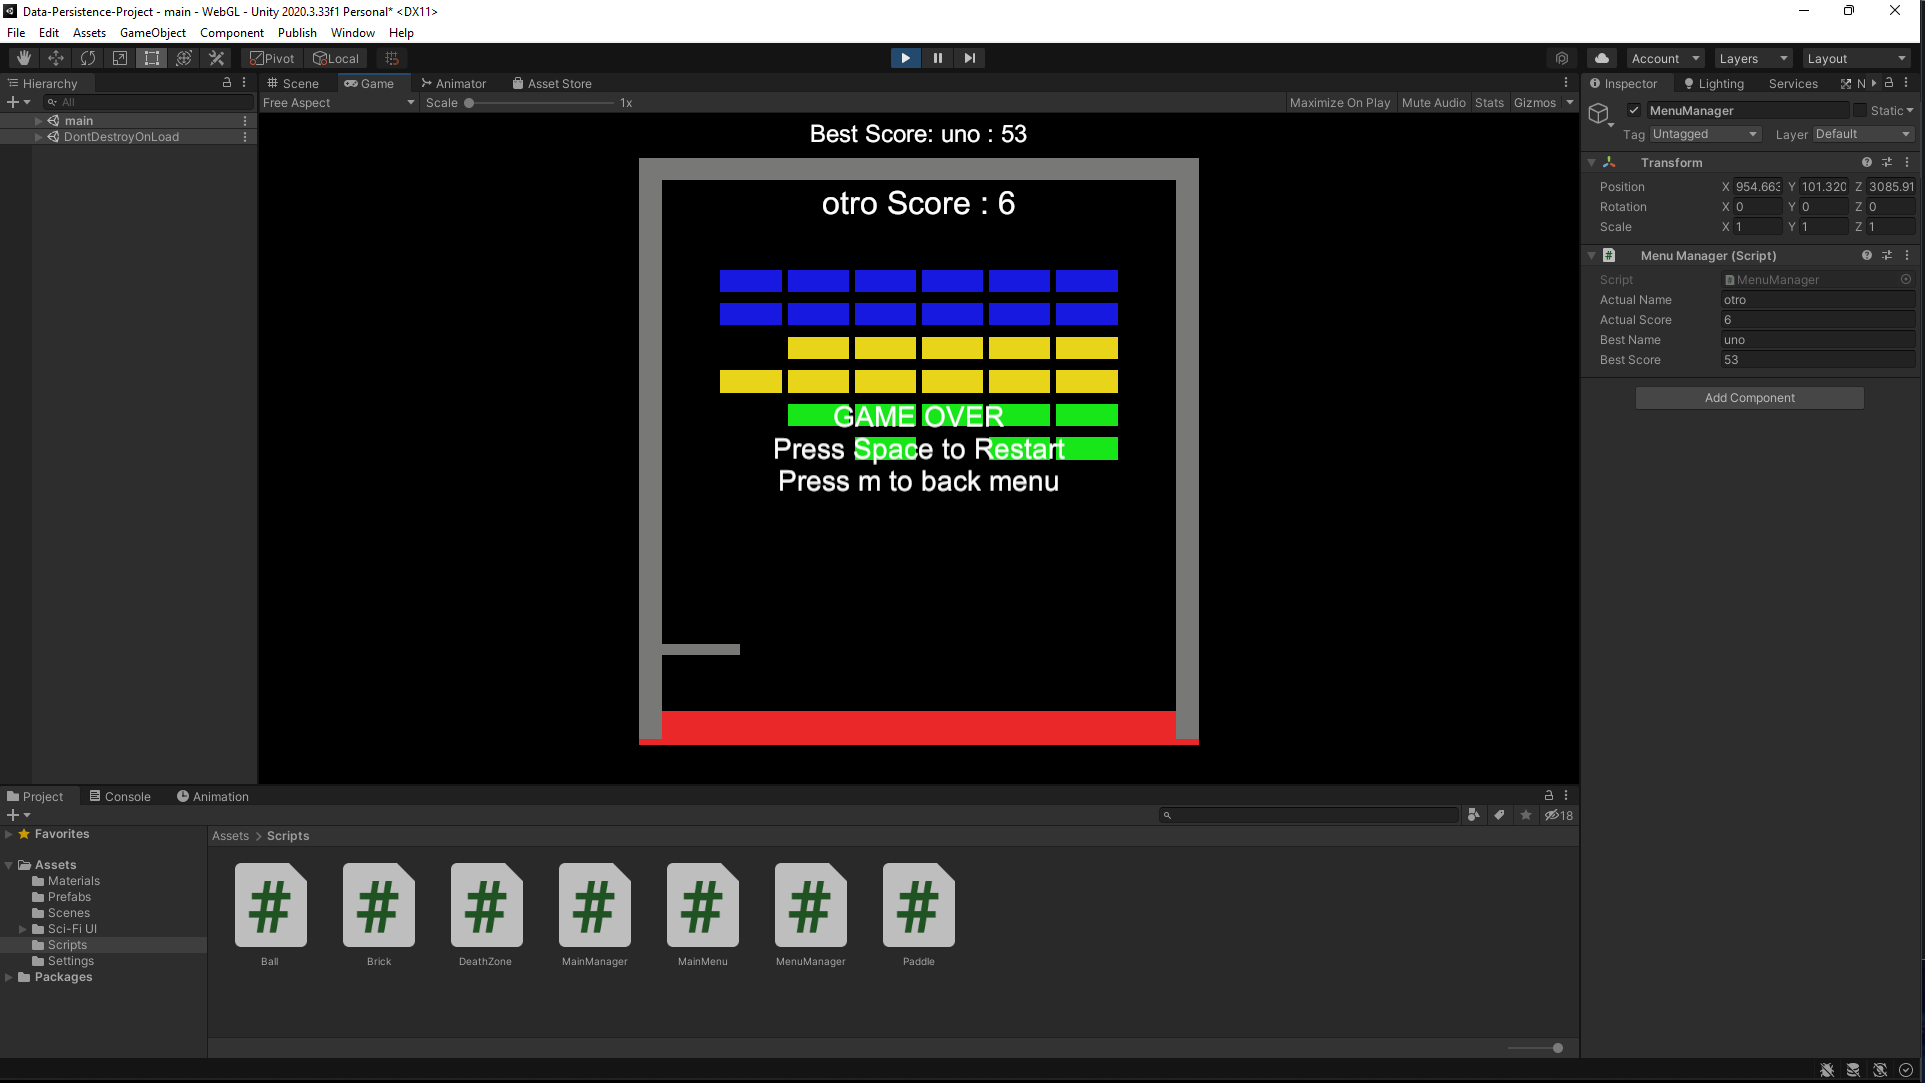 Data-Persistence-Project - main - WebGL - Unity 2020.3.33f1 Personal* <DX11>
File Edit Assets GameObject Component Publish Window Help
Pivot Local Account Layers Layout
Hierarchy
All
main
DontDestroyOnLoad
Scene Game Animator Asset Store
Free Aspect Scale 1x Maximize On Play Mute Audio Stats Gizmos
Best Score: uno : 53
otro Score : 6
GAME OVER
Press Space to Restart
Press m to back menu
Inspector Lighting Services N
MenuManager Static
Tag Untagged Layer Default
Transform
Position X 954.663 Y 101.320 Z 3085.91
Rotation X 0 Y 0 Z 0
Scale X 1 Y 1 Z 1
# Menu Manager (Script)
Script # MenuManager
Actual Name otro
Actual Score 6
Best Name uno
Best Score 53
Add Component
Project Console Animation
18
Favorites
Assets
Materials
Prefabs
Scenes
Sci-Fi UI
Scripts
Settings
Packages
Assets > Scripts
# # # # # # #
Ball Brick DeathZone MainManager MainMenu MenuManager Paddle